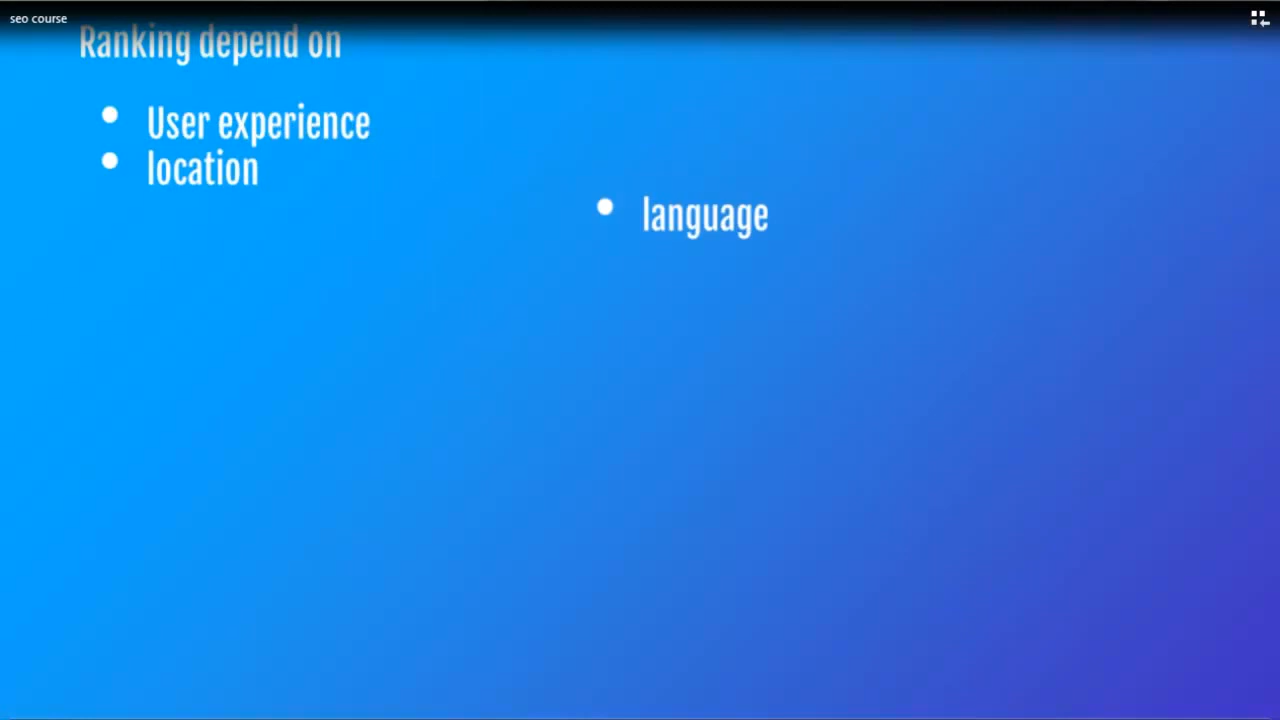 seo course
Ranking depend on
User experience
location
language